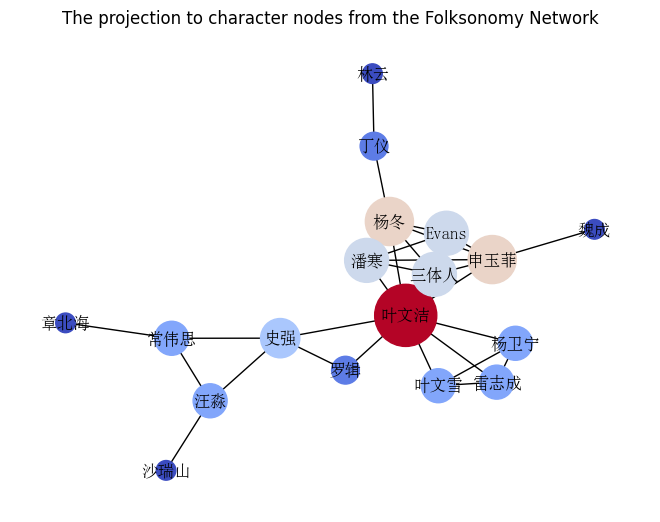 The projection to character nodes from the Folksonomy Network
林云
丁仪
杨冬
Evans
魏成
潘寒
申玉菲
三体人
叶文洁
章北海
常伟思
史强
杨卫宁
罗辑
叶文雪
雷志成
汪淼
沙瑞山